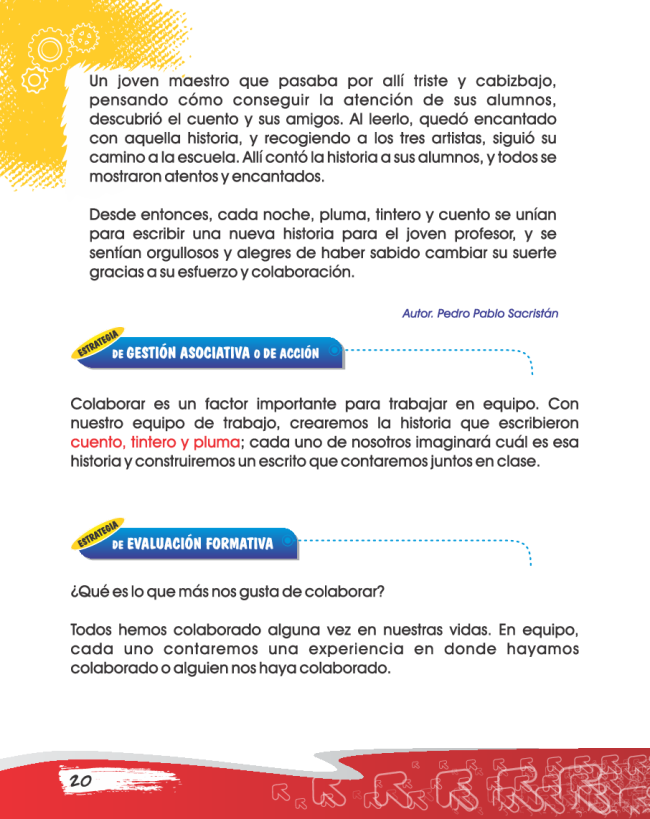 Un joven maestro que pasaba por allí triste y cabizbajo,
pensando cómo conseguir la atención de sus alumnos,
descubrió el cuento y sus amigos. Al leerlo, quedó encantado
con aquella historia, y recogiendo a los tres artistas, siguió su
camino a la escuela. Allí contó la historia a sus alumnos, y todos se
mostraron atentos y encantados.
Desde entonces, cada noche, pluma, tintero y cuento se unían
para escribir una nueva historia para el joven profesor, y se
sentían orgullosos y alegres de haber sabido cambiar su suerte
gracias a su esfuerzo y colaboración.
Autor. Pedro Pablo Sacristán
ESTRATEGIA
DE GESTIÓN ASOCIATIVA O DE ACCIÓN
Colaborar es un factor importante para trabajar en equipo. Con
nuestro equipo de trabajo, crearemos la historia que escribieron
cuento, tintero y pluma; cada uno de nosotros imaginará cuál es esa
historia y construiremos un escrito que contaremos juntos en clase.
ESTRATEGIA
DE EVALUACIÓN FORMATIVA
¿Qué es lo que más nos gusta de colaborar?
Todos hemos colaborado alguna vez en nuestras vidas. En equipo,
cada uno contaremos una experiencia en donde hayamos
colaborado o alguien nos haya colaborado.
20